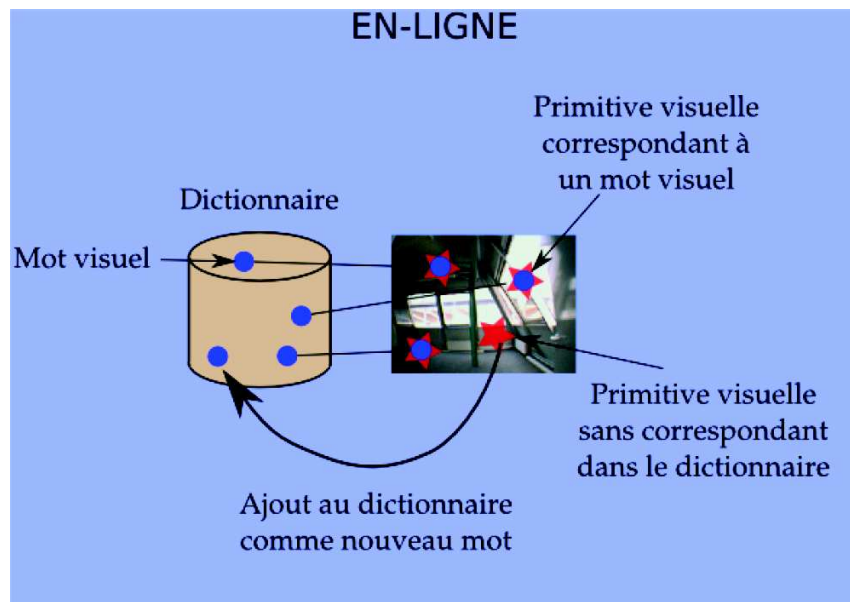 EN-LIGNE
Primitive visuelle
correspondant à
un mot visuel
Dictionnaire
Mot visuel
Primitive visuelle
sans correspondant
dans le dictionnaire
Ajout au dictionnaire
comme nouveau mot